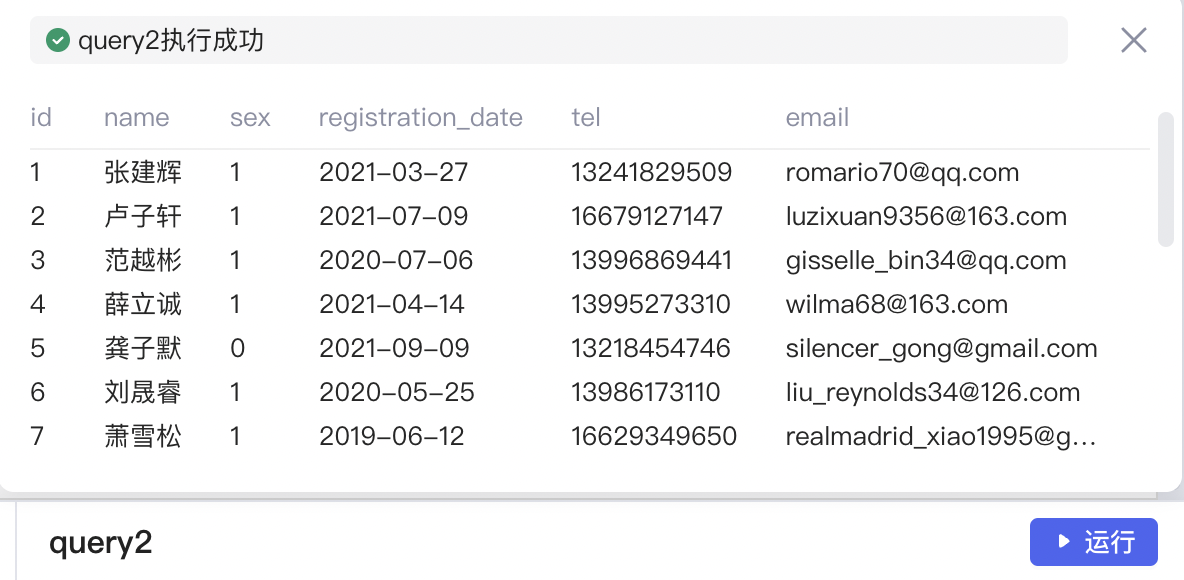 query2执行成功
id name sex registration_date tel email
1 张建辉 1 2021-03-27 13241829509 romario70@qq.com
2 卢子轩 1 2021-07-09 16679127147 luzixuan9356@163.com
3 范越彬 1 2020-07-06 13996869441 gisselle_bin34@qq.com
4 薛立诚 1 2021-04-14 13995273310 wilma68@163.com
5 龚子默 0 2021-09-09 13218454746 silencer_gong@gmail.com
6 刘晟睿 1 2020-05-25 13986173110 liu_reynolds34@126.com
7 萧雪松 1 2019-06-12 16629349650 realmadrid_xiao1995@g...
query2 运行